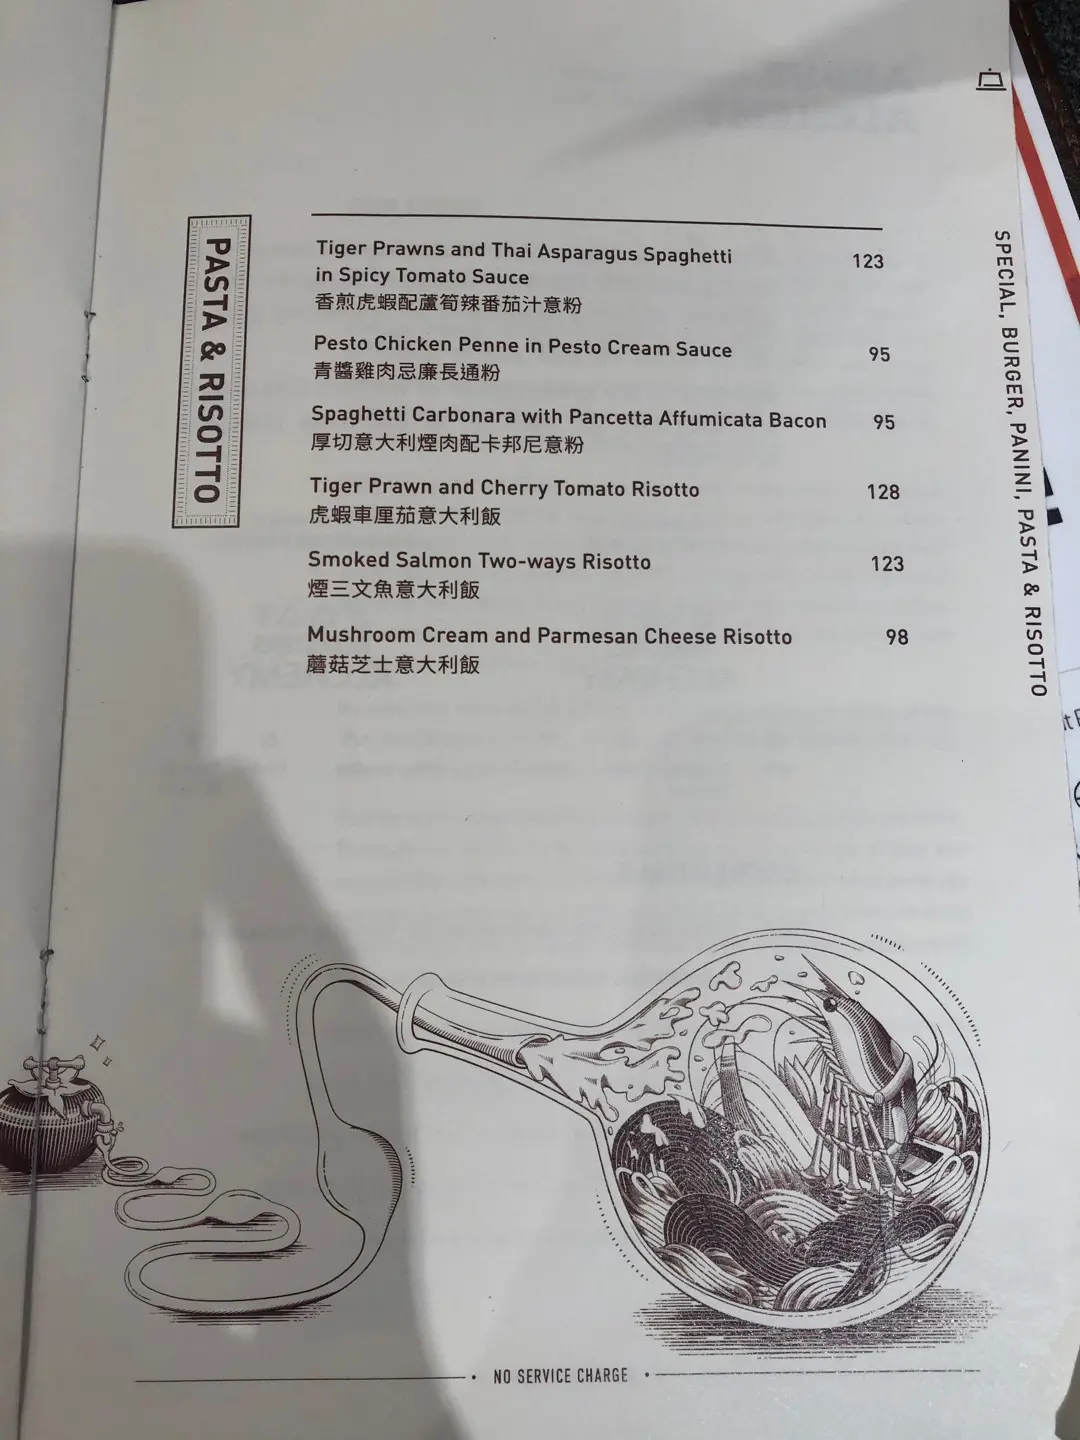 PASTA & RISOTTO
Tiger Prawns and Thai Asparagus Spaghetti
in Spicy Tomato Sauce 123
香煎虎蝦配蘆筍辣番茄汁意粉
Pesto Chicken Penne in Pesto Cream Sauce 95
青醬雞肉忌廉長通粉
Spaghetti Carbonara with Pancetta Affumicata Bacon 95
厚切意大利煙肉配卡邦尼意粉
Tiger Prawn and Cherry Tomato Risotto 128
虎蝦車厘茄意大利飯
Smoked Salmon Two-ways Risotto 123
煙三文魚意大利飯
Mushroom Cream and Parmesan Cheese Risotto 98
蘑菇芝士意大利飯
SPECIAL, BURGER, PANINI, PASTA & RISOTTO
NO SERVICE CHARGE